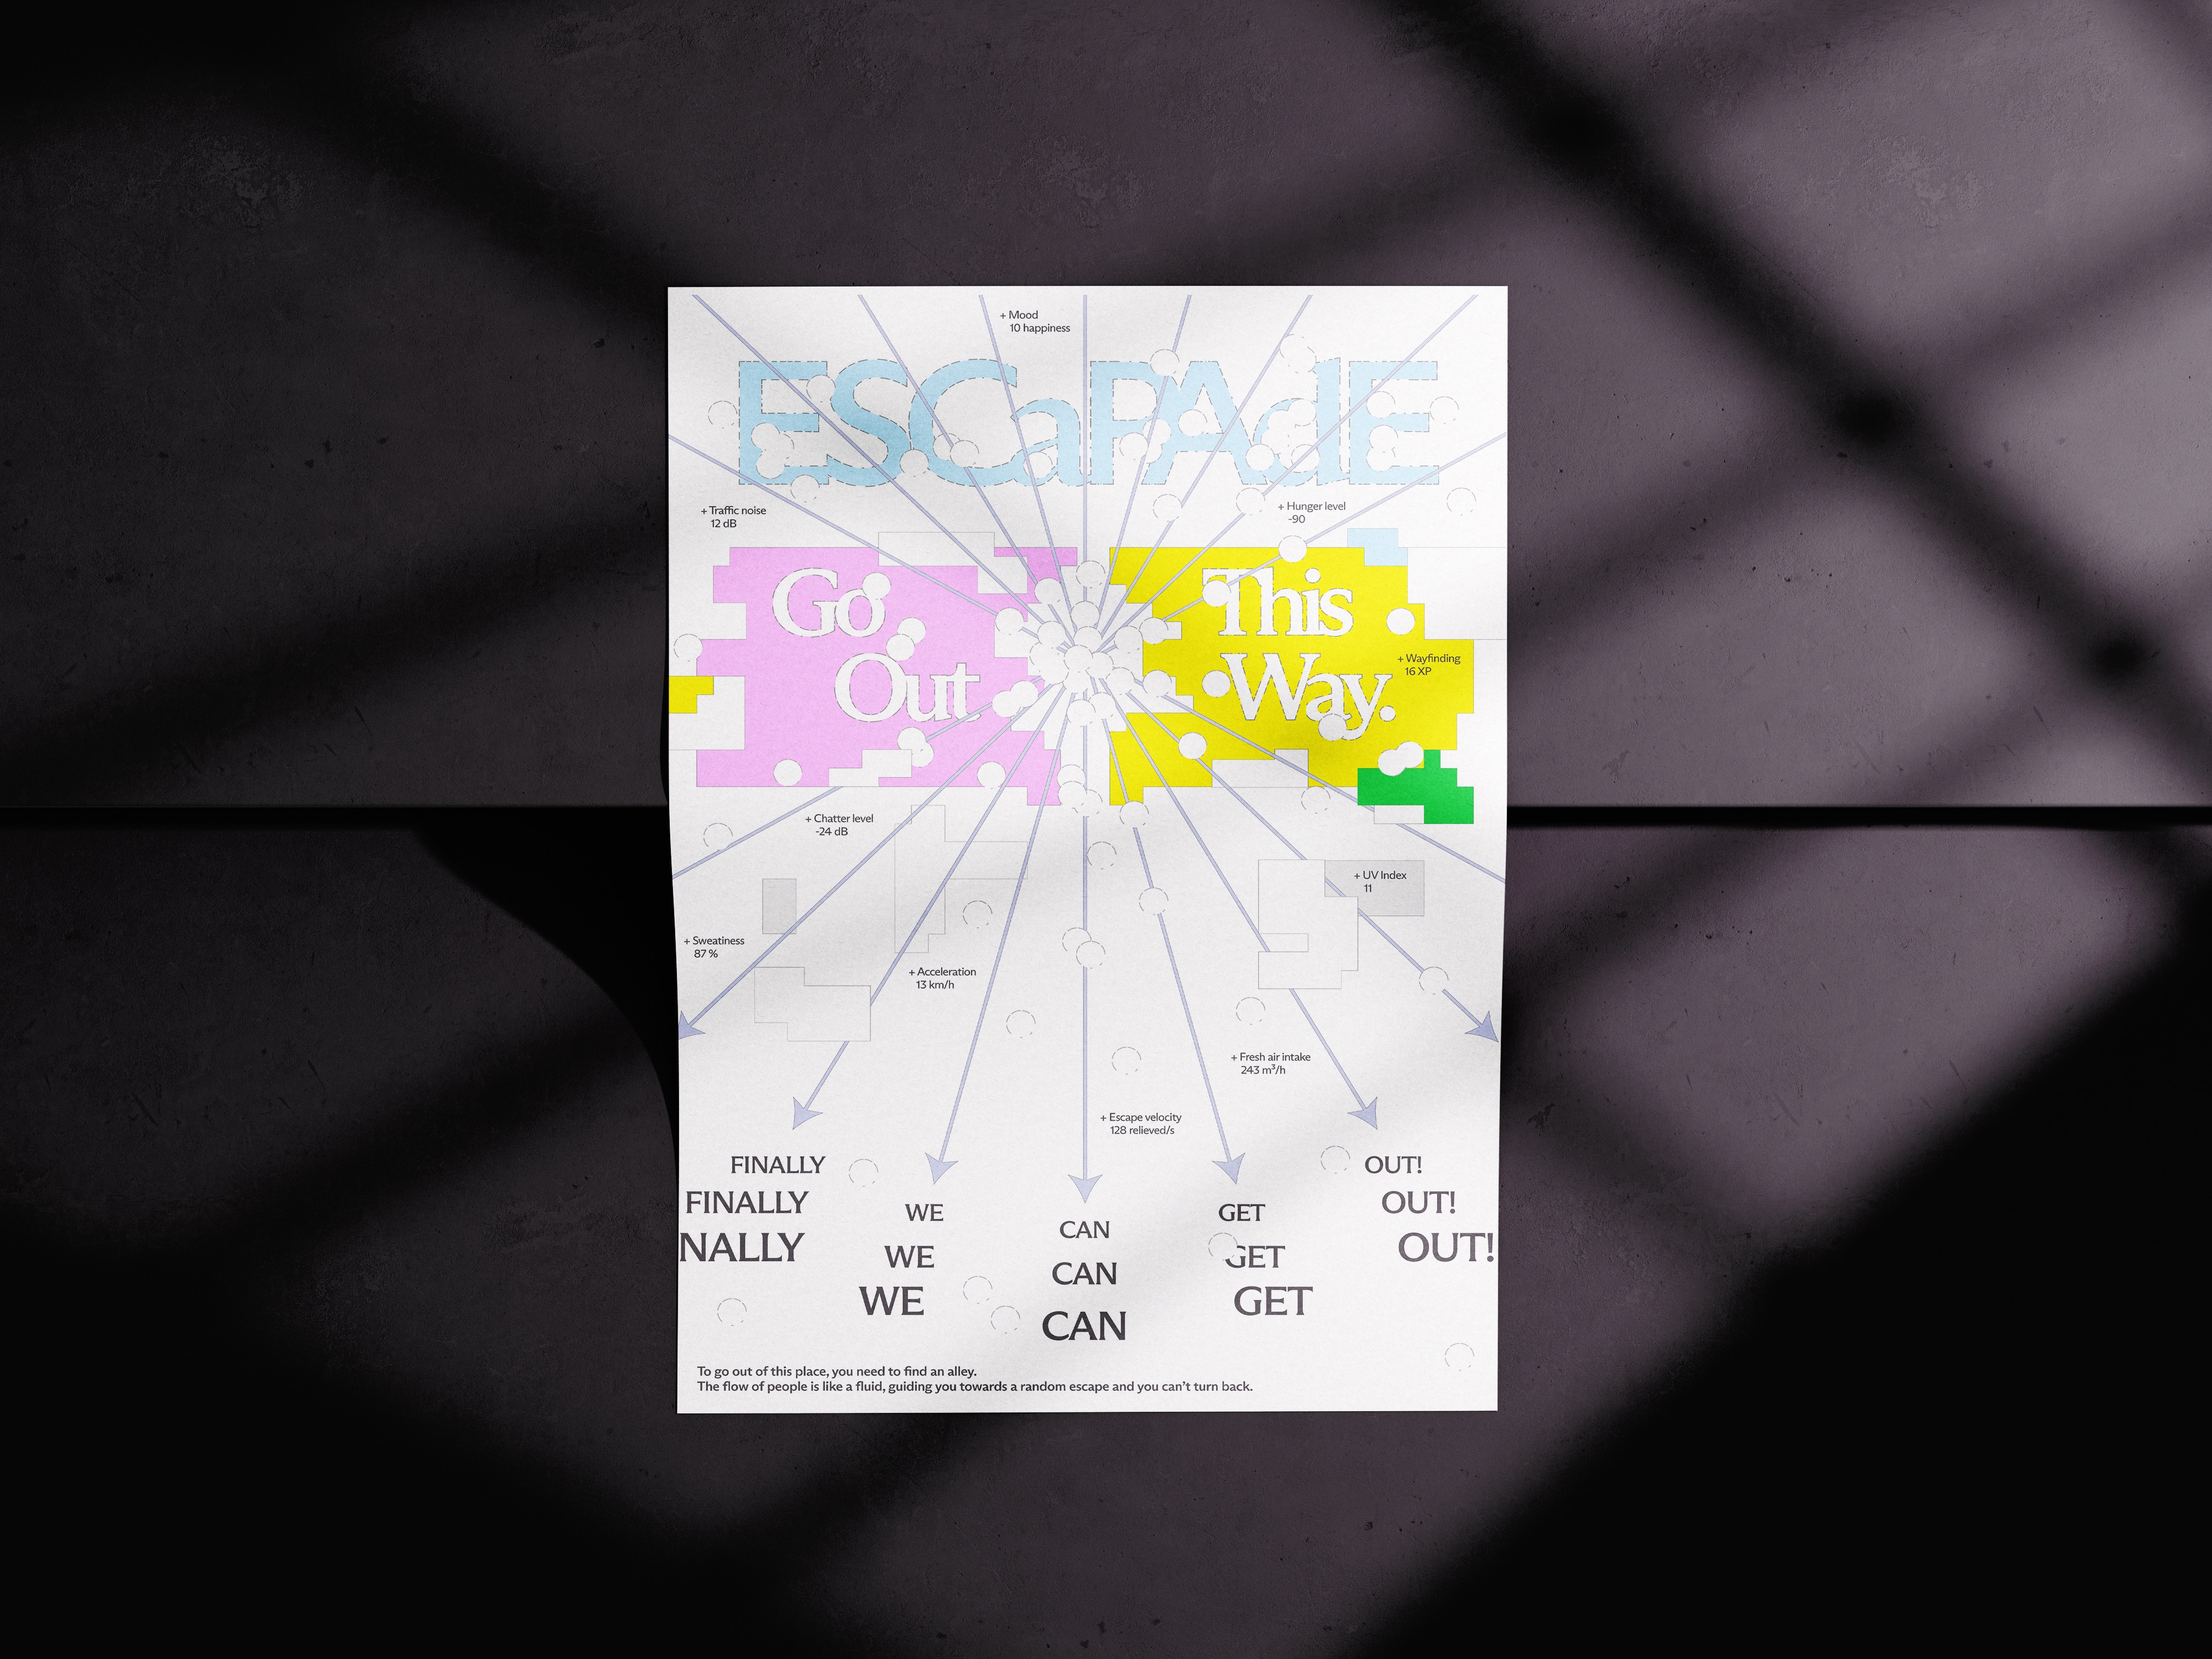 + Mood
10 happiness
ESCaPAdE
+ Traffic noise
12 dB
+ Hunger level
-90
Go
Out
This
Way.
+ Wayfinding
16 XP
+ Chatter level
-24 dB
+ UV Index
11
+ Sweatiness
87 %
+ Acceleration
13 km/h
+ Fresh air intake
243 m³/h
+ Escape velocity
128 relieved/s
FINALLY
FINALLY
NALLY
WE
WE
WE
CAN
CAN
CAN
GET
GET
GET
OUT!
OUT!
OUT!
To go out of this place, you need to find an alley.
The flow of people is like a fluid, guiding you towards a random escape and you can't turn back.